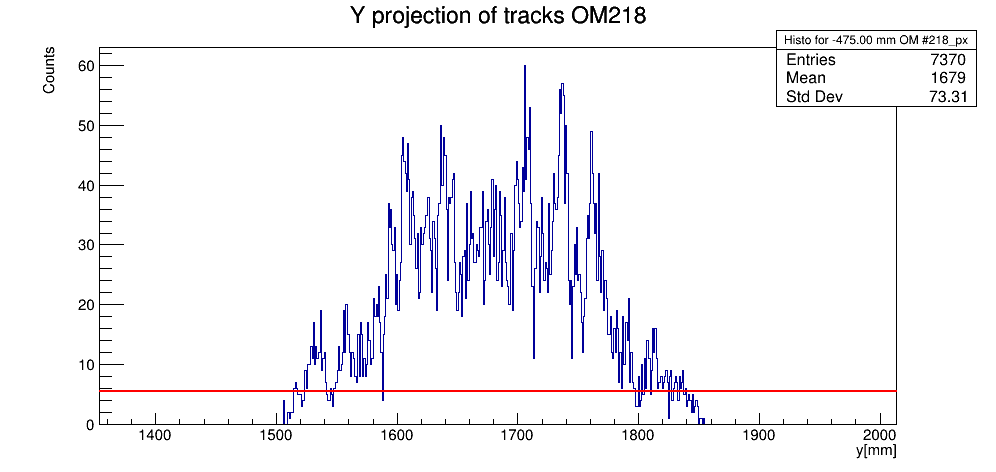 Y projection of tracks OM218
Histo for -475.00 mm OM #218_px
Entries 7370
Mean 1679
Std Dev 73.31
Counts
60
50
40
30
20
10
0
1400 1500 1600 1700 1800 1900 2000
y[mm]